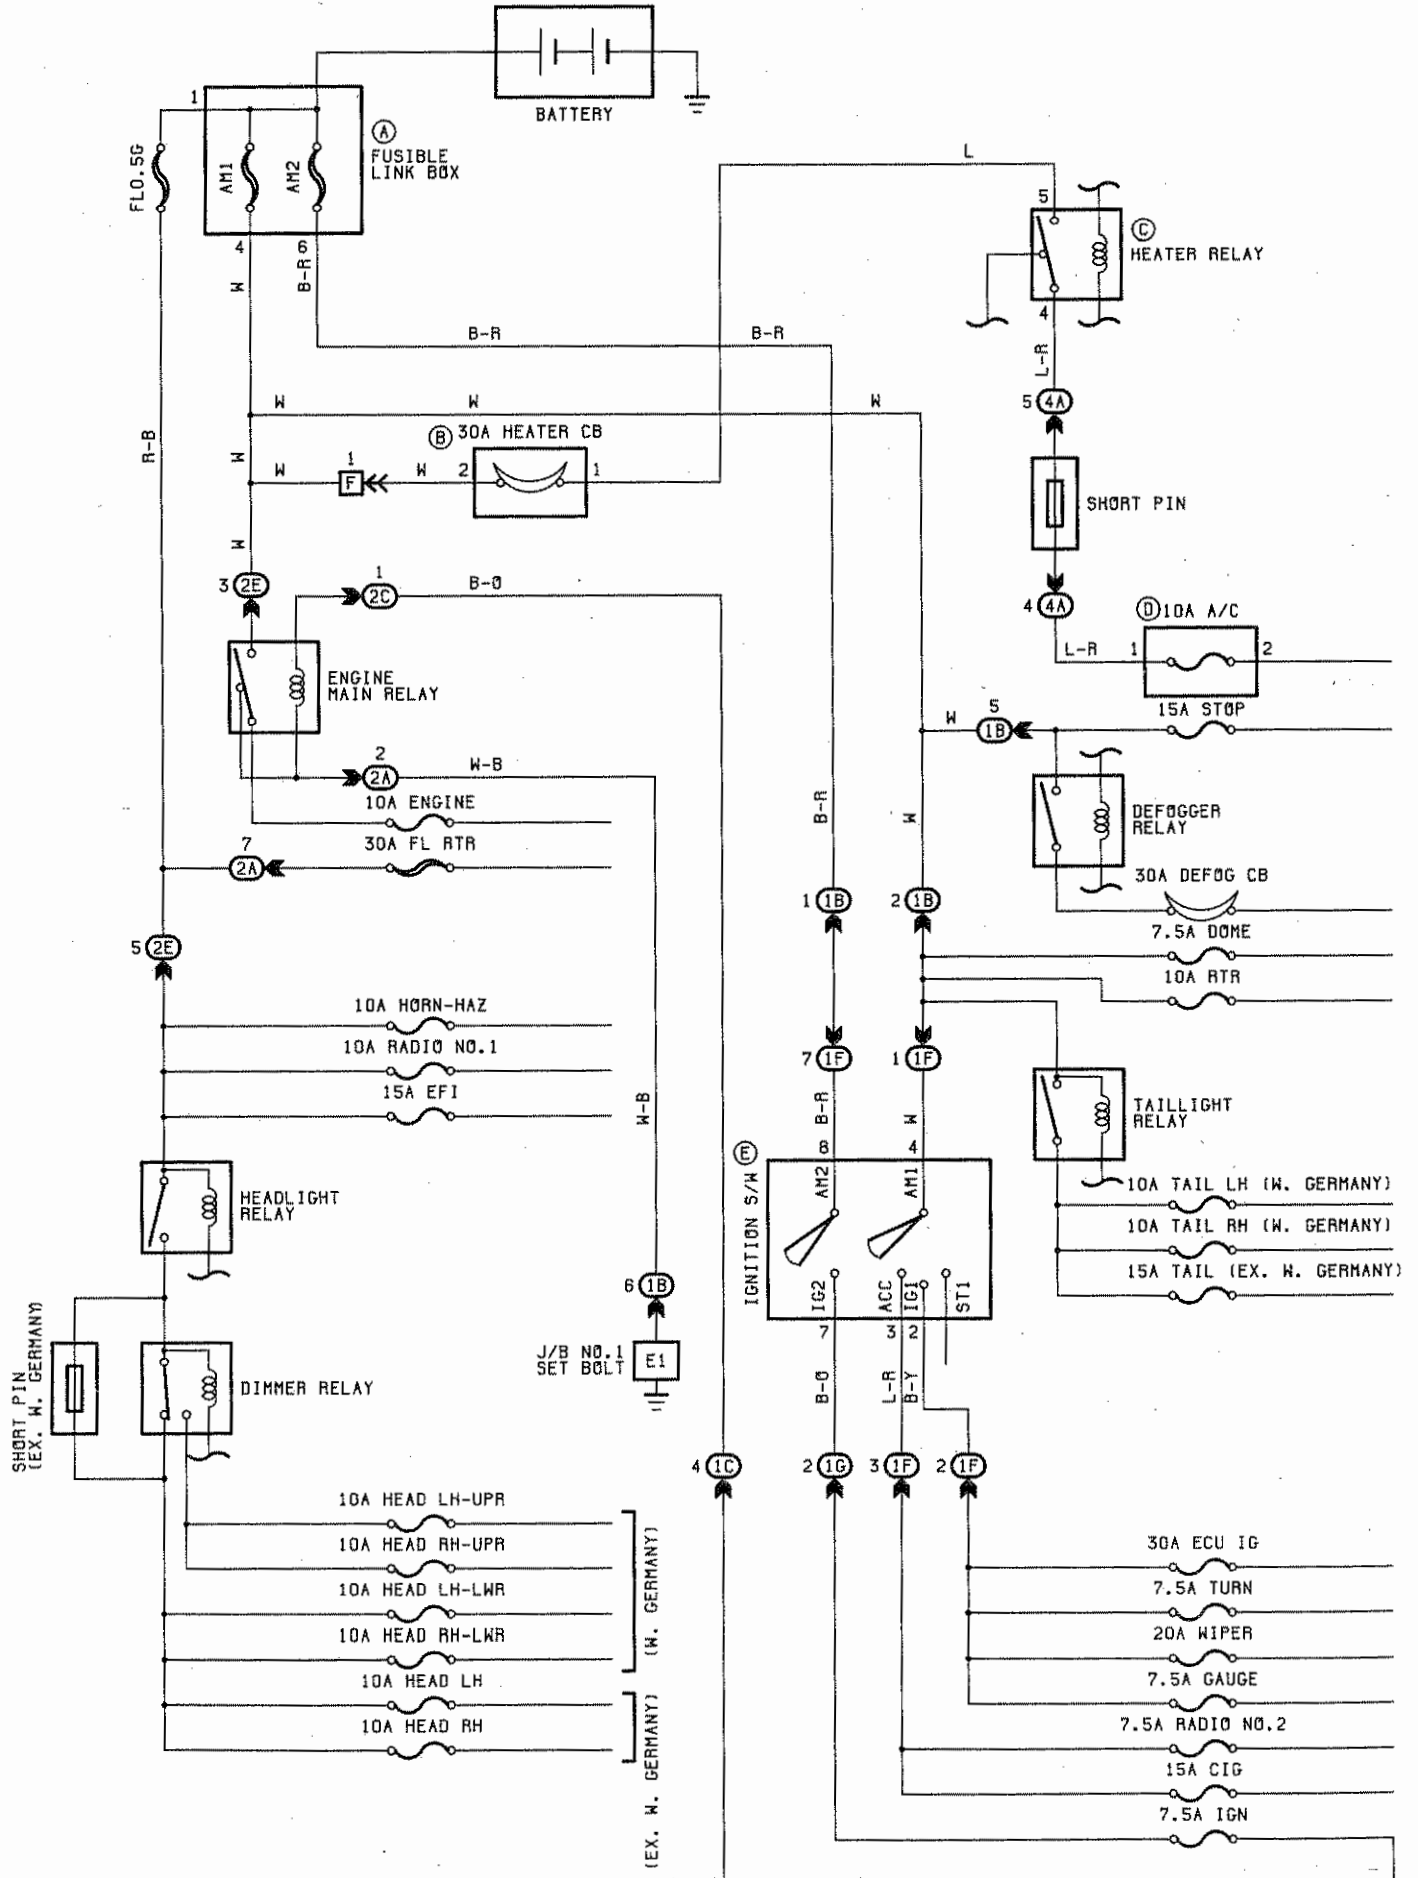 BATTERY
1
A
FUSIBLE
LINK BOX
FL0.5G
AM1
AM2
4
6
W
B-R
L
5
C
HEATER RELAY
4
L-R
5 4A
B-R
B-R
W
W
W
R-B
W
B 30A HEATER CB
W
1
F
W
2
1
SHORT PIN
W
3 2E
1
2C
B-O
4 4A
D 10A A/C
L-R
1
2
ENGINE
MAIN RELAY
15A STOP
W
5
1B
2
2A
W-B
10A ENGINE
30A FL RTR
7
2A
B-R
W
DEFOGGER
RELAY
30A DEFOG CB
1 1B
2 1B
7.5A DOME
10A RTR
5 2E
10A HORN-HAZ
10A RADIO NO.1
15A EFI
W-B
7 1F
1 1F
B-R
W
TAILLIGHT
RELAY
E
IGNITION S/W
8
4
AM2
AM1
10A TAIL LH (W. GERMANY)
10A TAIL RH (W. GERMANY)
15A TAIL (EX. W. GERMANY)
HEADLIGHT
RELAY
6 1B
IG2
ACC
IG1
ST1
7
3
2
J/B NO.1
SET BOLT
E1
SHORT PIN
(EX. W. GERMANY)
DIMMER RELAY
B-O
L-R
B-Y
4 1C
2 1G
3 1F
2 1F
10A HEAD LH-UPR
10A HEAD RH-UPR
10A HEAD LH-LWR
10A HEAD RH-LWR
(W. GERMANY)
10A HEAD LH
10A HEAD RH
(EX. W. GERMANY)
30A ECU IG
7.5A TURN
20A WIPER
7.5A GAUGE
7.5A RADIO NO.2
15A CIG
7.5A IGN